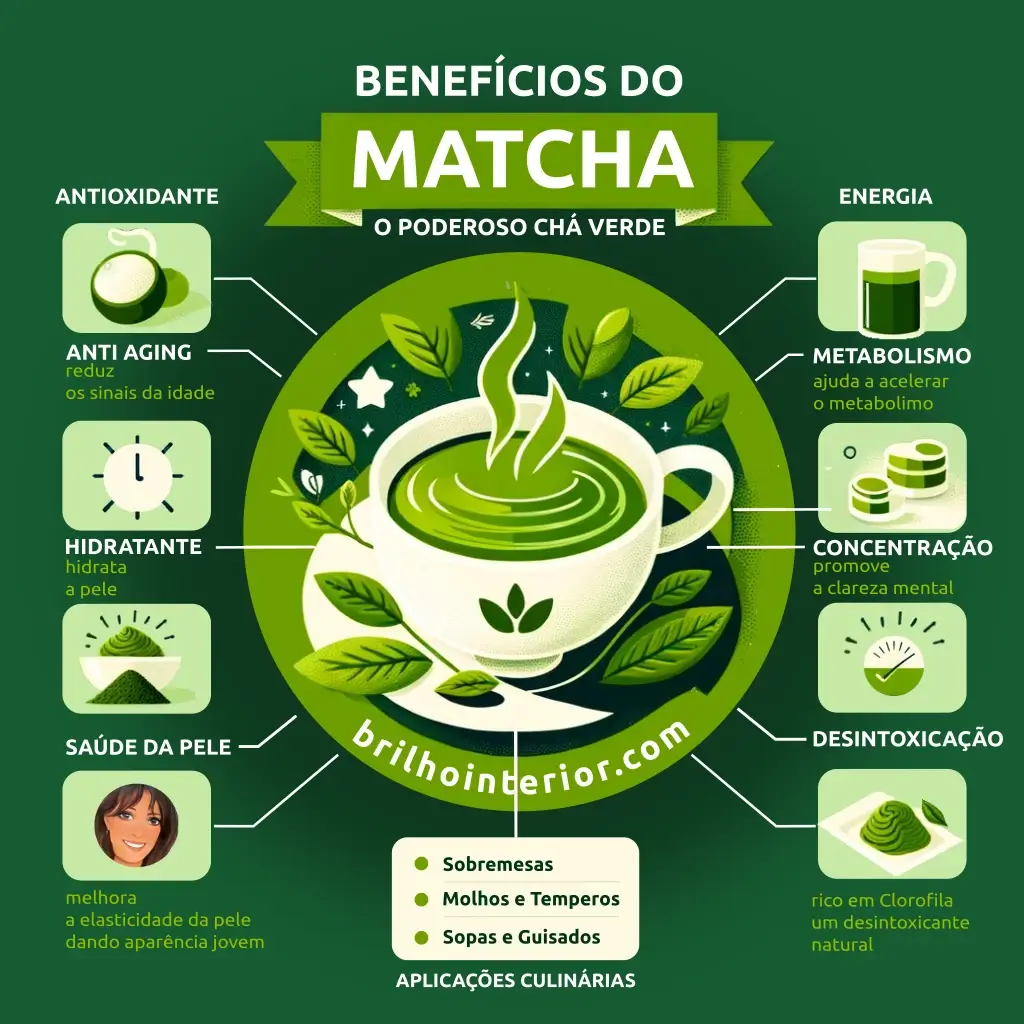 BENEFÍCIOS DO
MATCHA
O PODEROSO CHÁ VERDE
ANTIOXIDANTE
ANTI AGING
reduz
os sinais da idade
HIDRATANTE
hidrata
a pele
SAÚDE DA PELE
melhora
a elasticidade da pele
dando aparência jovem
ENERGIA
METABOLISMO
ajuda a acelerar
o metabolimo
CONCENTRAÇÃO
promove
a clareza mental
DESINTOXICAÇÃO
rico em Clorofila
um desintoxicante
natural
brilhointerior.com
Sobremesas
Molhos e Temperos
Sopas e Guisados
APLICAÇÕES CULINÁRIAS